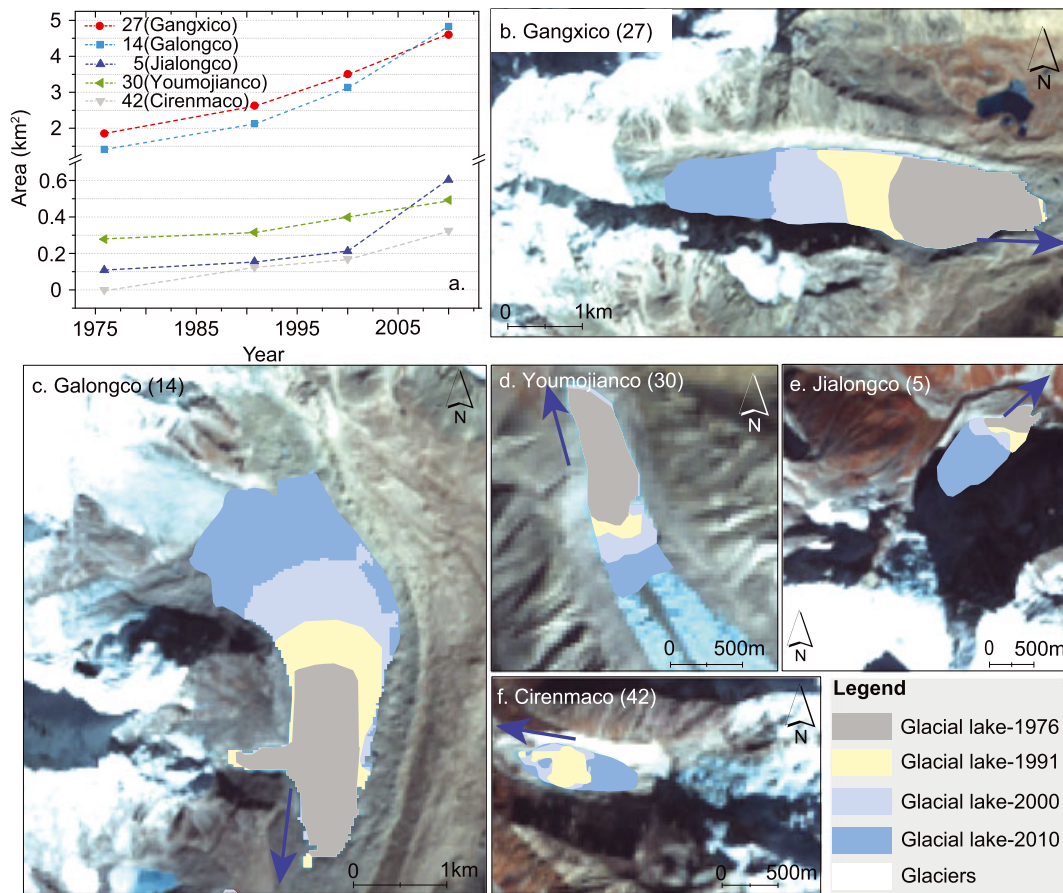 5
4
3
2
0.6
0.4
0.2
0
Area (km²)
27(Gangxico)
14(Galongco)
5(Jialongco)
30(Youmojianco)
42(Cirenmaco)
a.
1975 1985 1995 2005
Year
b. Gangxico (27)
N
0 1km
c. Galongco (14)
N
0 1km
d. Youmojianco (30)
N
0 500m
e. Jialongco (5)
N
N
0 500m
f. Cirenmaco (42)
N
0 500m
Legend
Glacial lake-1976
Glacial lake-1991
Glacial lake-2000
Glacial lake-2010
Glaciers